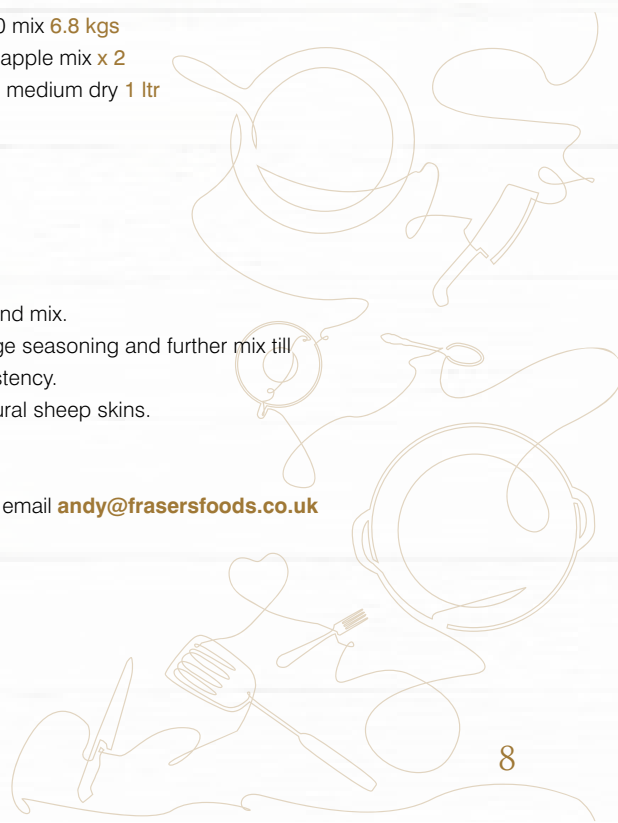 0 mix 6.8 kgs
apple mix x 2
medium dry 1 ltr
nd mix.
ge seasoning and further mix till
stency.
ural sheep skins.
email andy@frasersfoods.co.uk
8